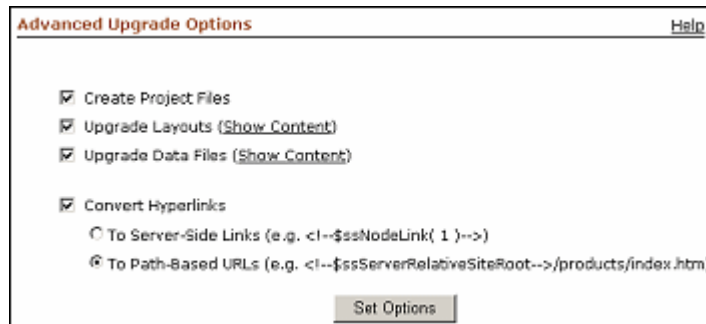 Advanced Upgrade Options
Help
Create Project Files
Upgrade Layouts (Show Content)
Upgrade Data Files (Show Content)
Convert Hyperlinks
To Server-Side Links (e.g. <!--$ssNodeLink( 1 )-->)
To Path-Based URLs (e.g. <!--$ssServerRelativeSiteRoot-->/products/index.htm)
Set Options